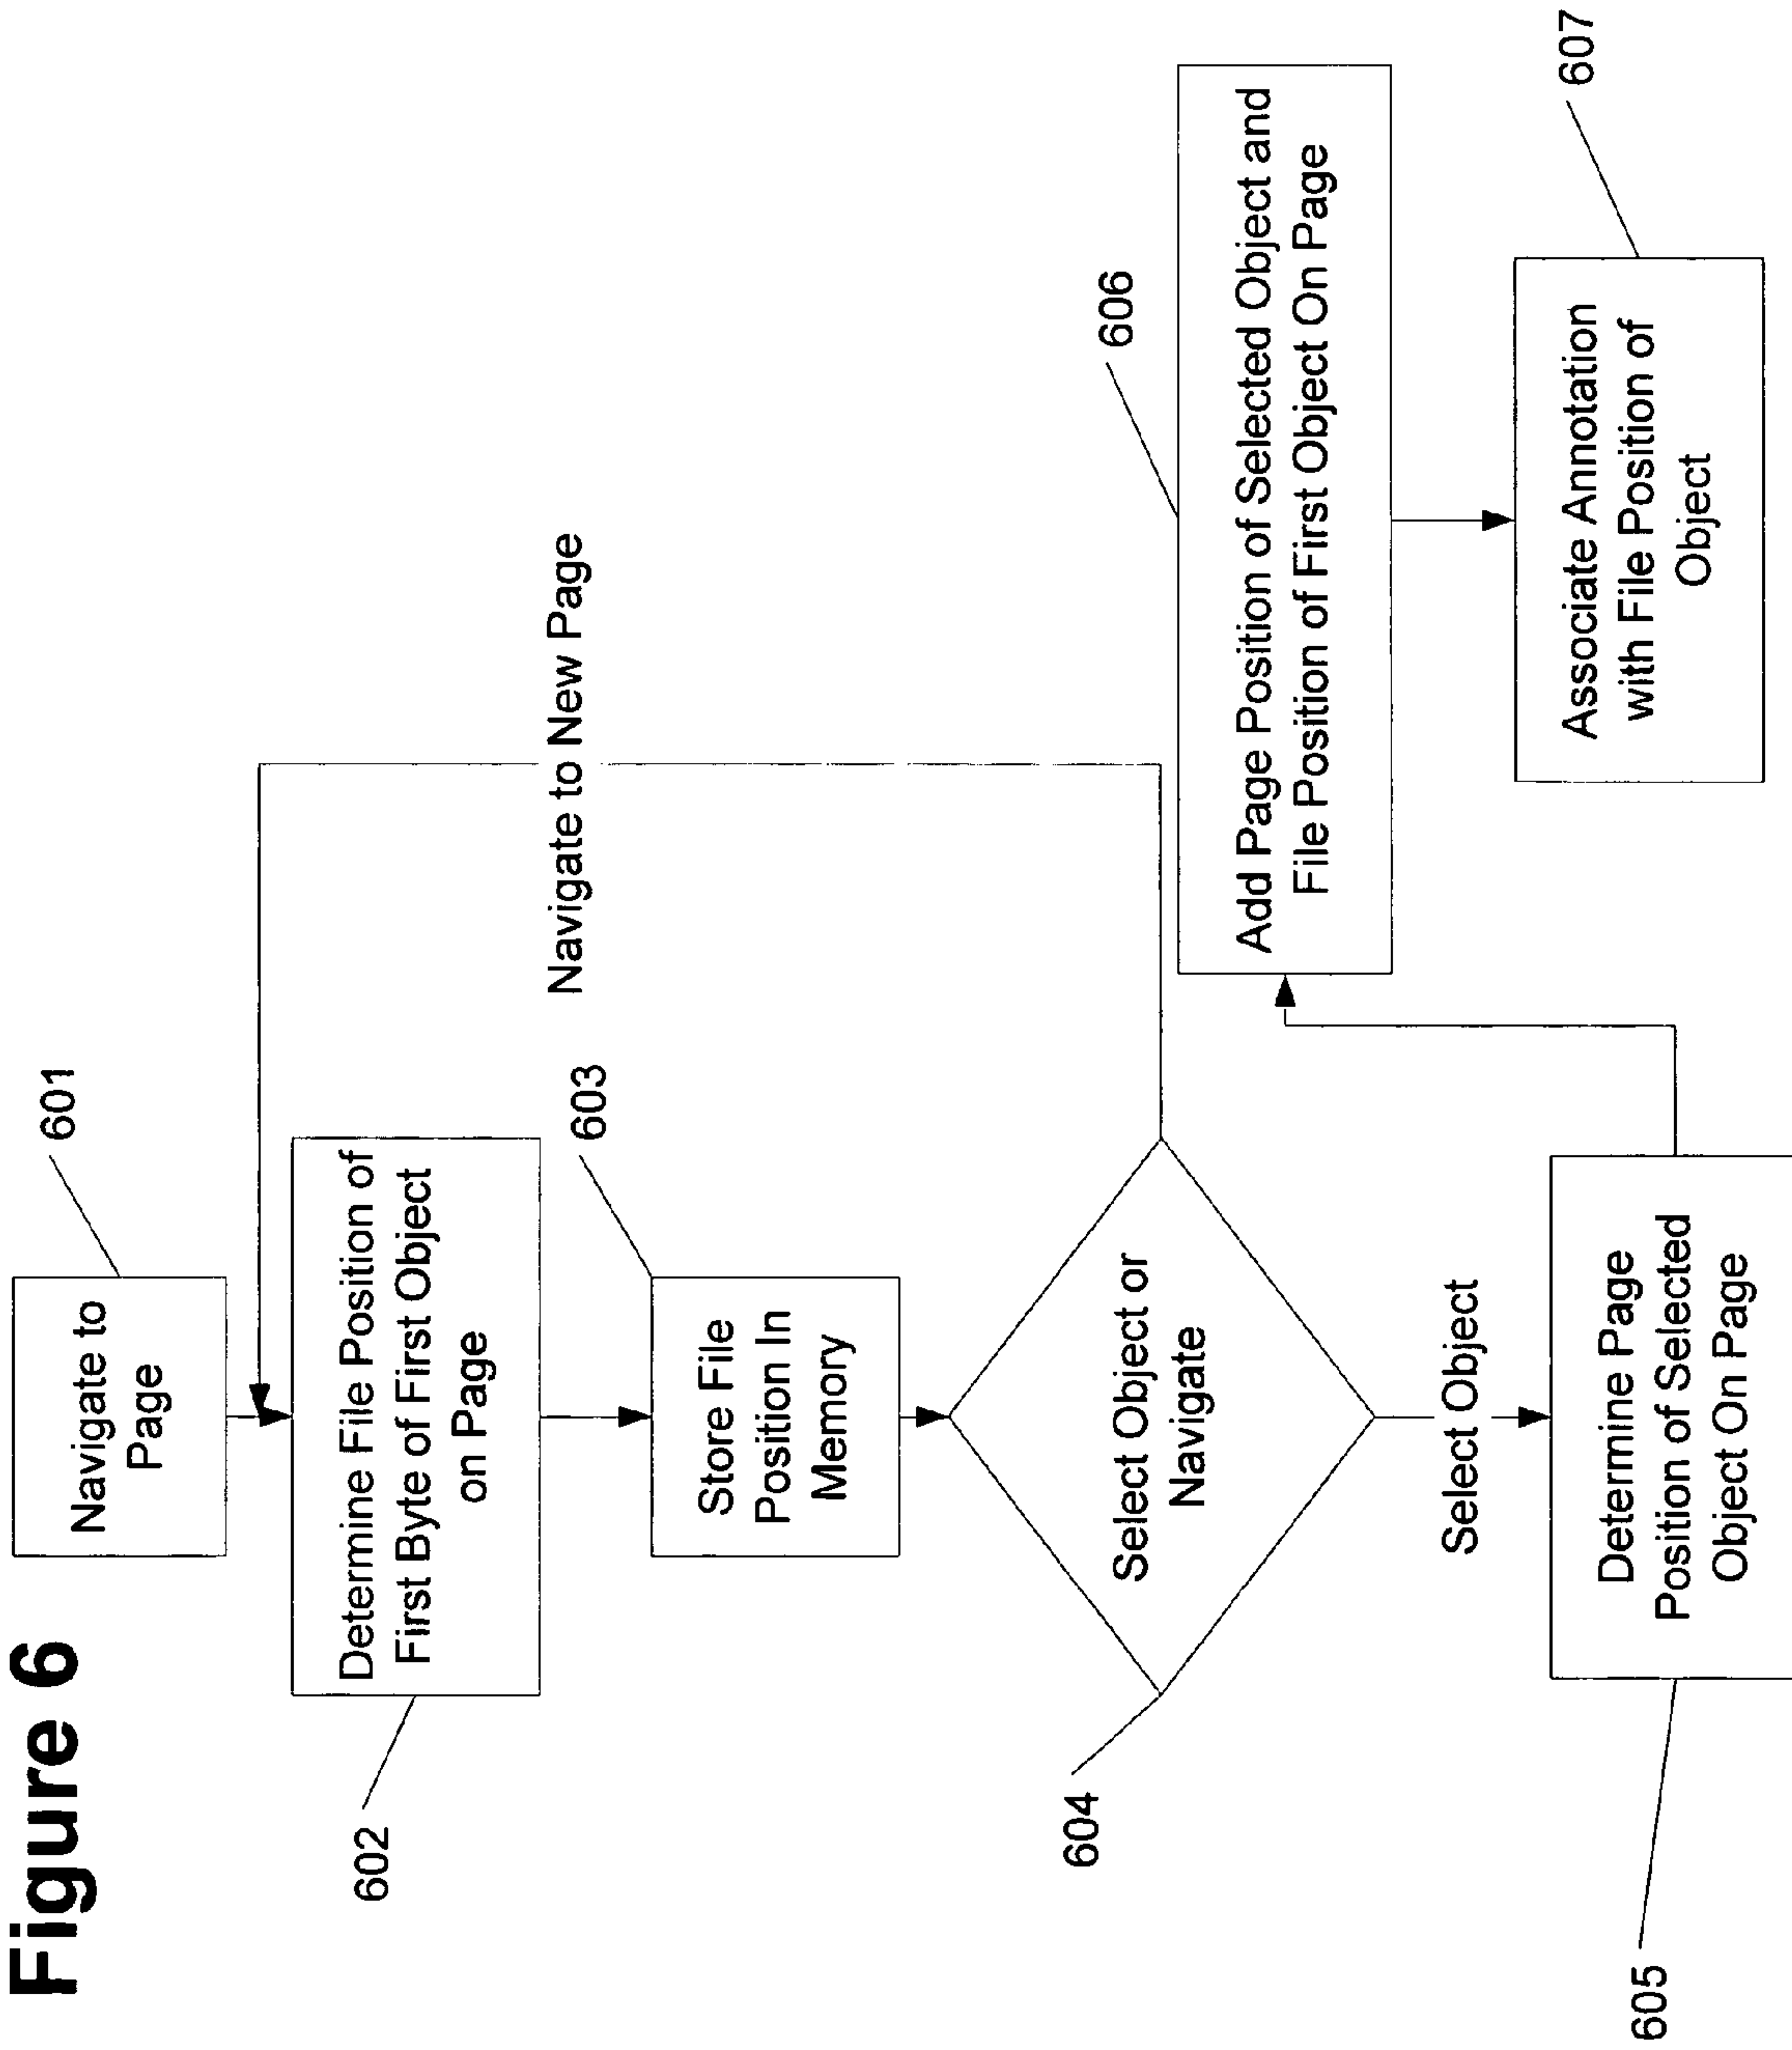 Figure 6
601
Navigate to
Page
602
Determine File Position of
First Byte of First Object
on Page
603
Store File
Position In
Memory
604
Select Object or
Navigate
Navigate to New Page
Select Object
605
Determine Page
Position of Selected
Object On Page
606
Add Page Position of Selected Object and
File Position of First Object On Page
607
Associate Annotation
with File Position of
Object